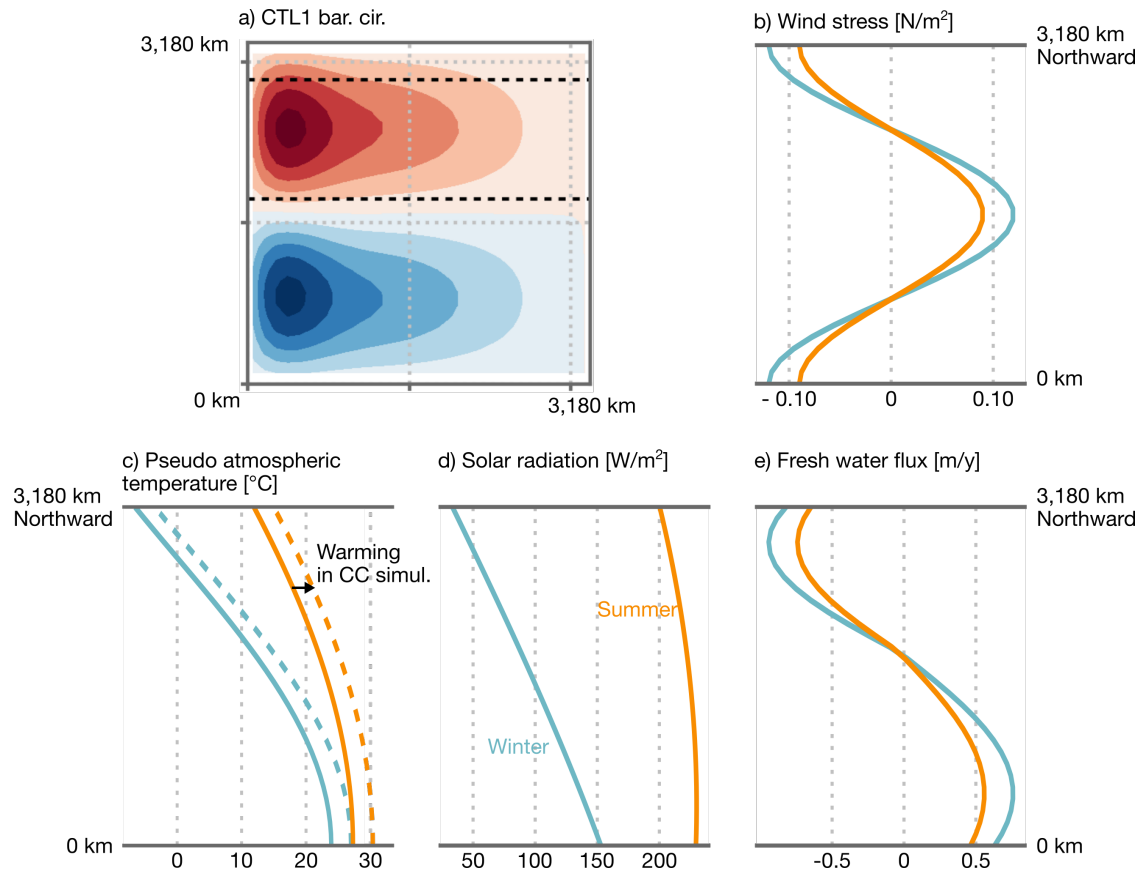 a) CTL1 bar. cir.
3,180 km
0 km
3,180 km
b) Wind stress [N/m²]
3,180 km
Northward
0 km
- 0.10
0
0.10
c) Pseudo atmospheric
temperature [°C]
3,180 km
Northward
Warming
in CC simul.
0 km
0
10
20
30
d) Solar radiation [W/m²]
Summer
Winter
50
100
150
200
e) Fresh water flux [m/y]
3,180 km
Northward
0 km
-0.5
0
0.5